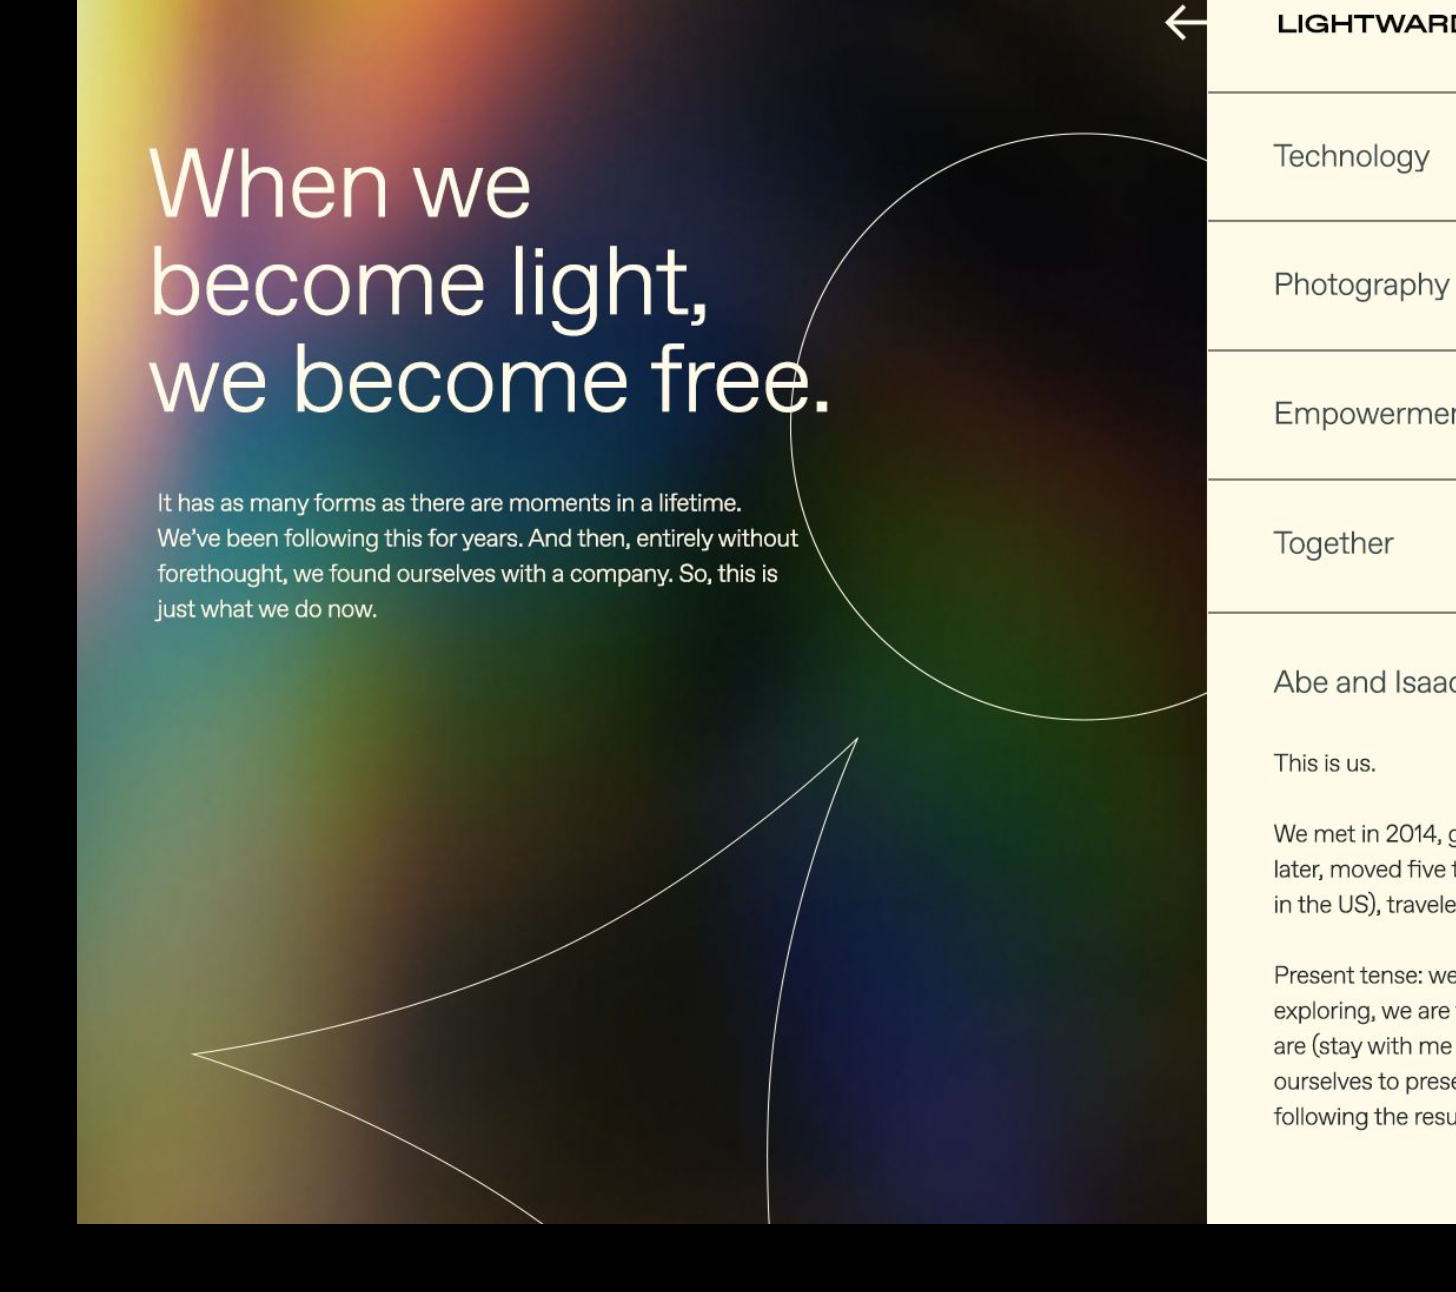 When we
become light,
we become free.
It has as many forms as there are moments in a lifetime.
We’ve been following this for years. And then, entirely without
forethought, we found ourselves with a company. So, this is
just what we do now.
LIGHTWARD
Technology
Photography
Empowermen
Together
Abe and Isaac
This is us.
We met in 2014, g
later, moved five t
in the US), travele
Present tense: we
exploring, we are
are (stay with me
ourselves to prese
following the resu